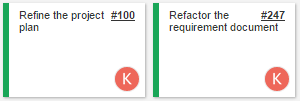 Refine the project #100
plan
K
Refactor the #247
requirement document
K